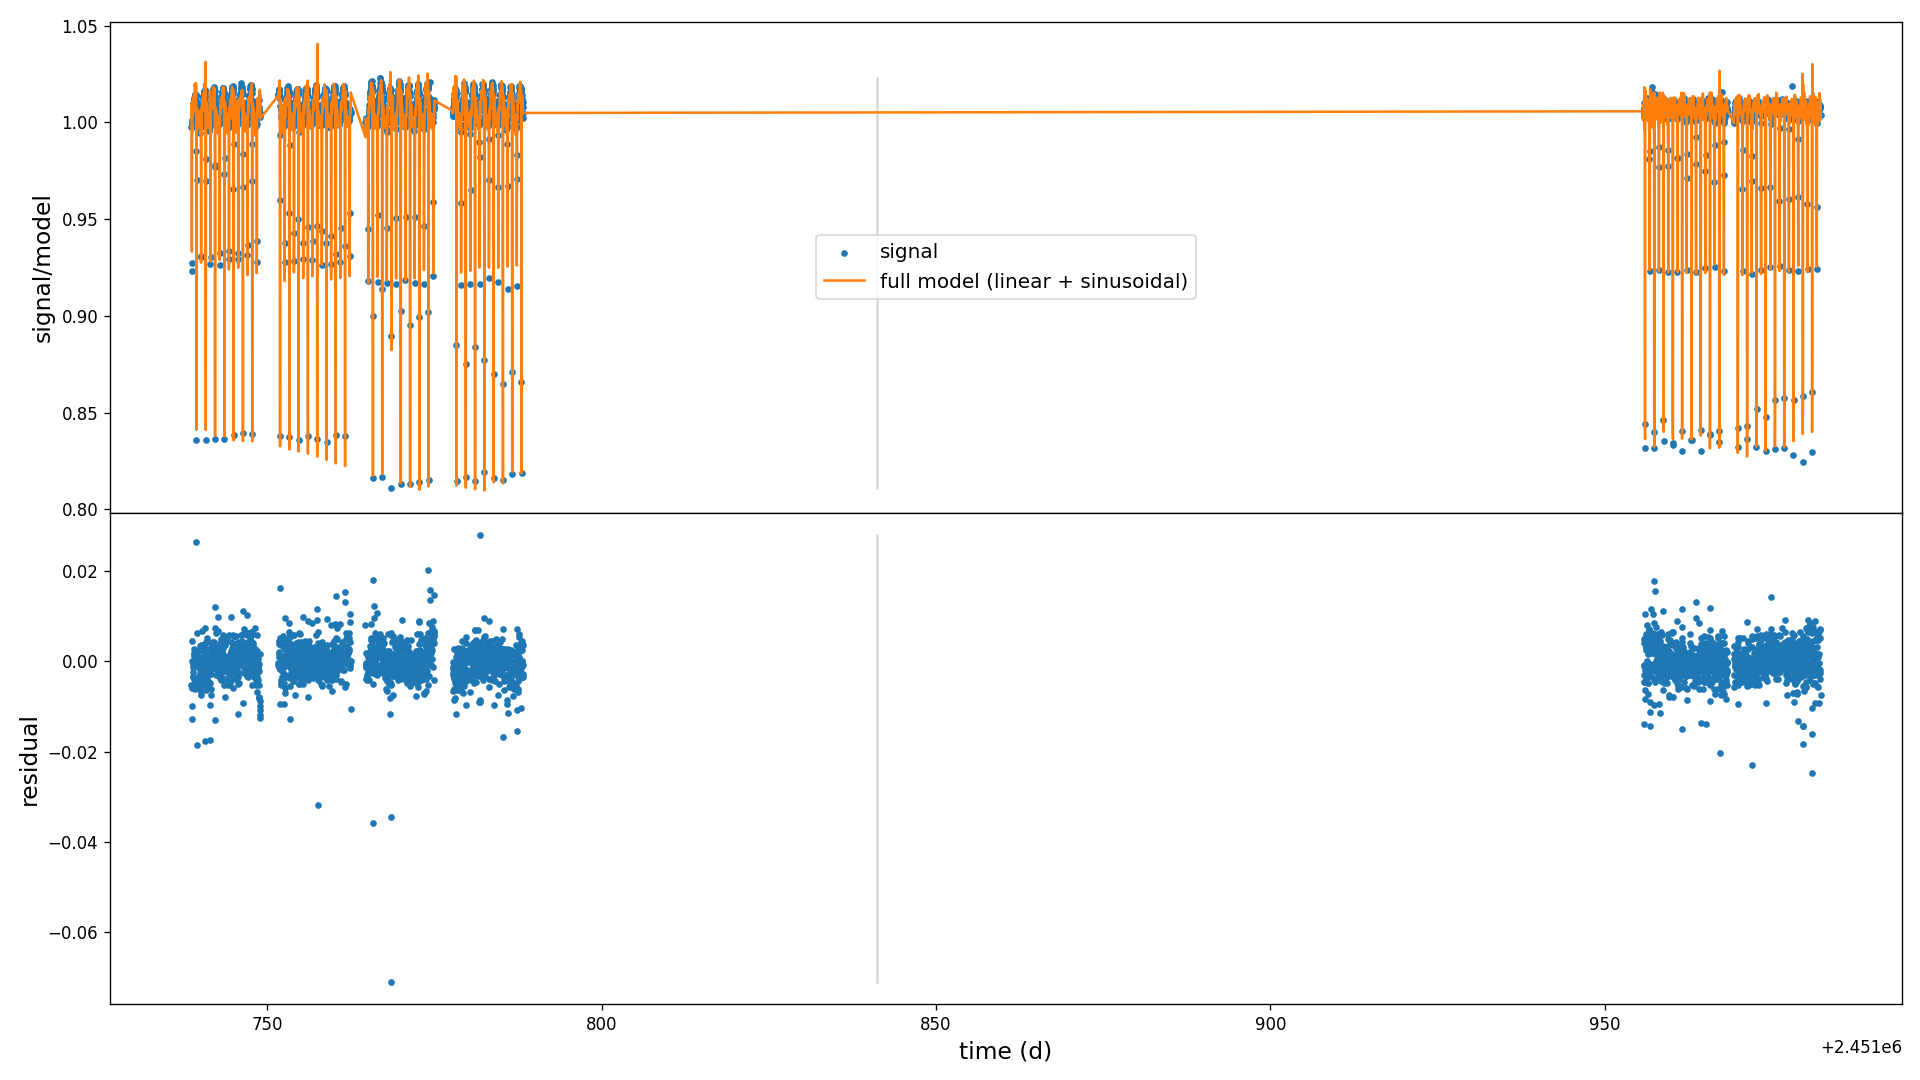 1.05
1.00
0.95
0.90
0.85
0.80
signal/model
signal
full model (linear + sinusoidal)
0.02
0.00
−0.02
−0.04
−0.06
residual
750
800
850
900
950
time (d)
+2.451e6